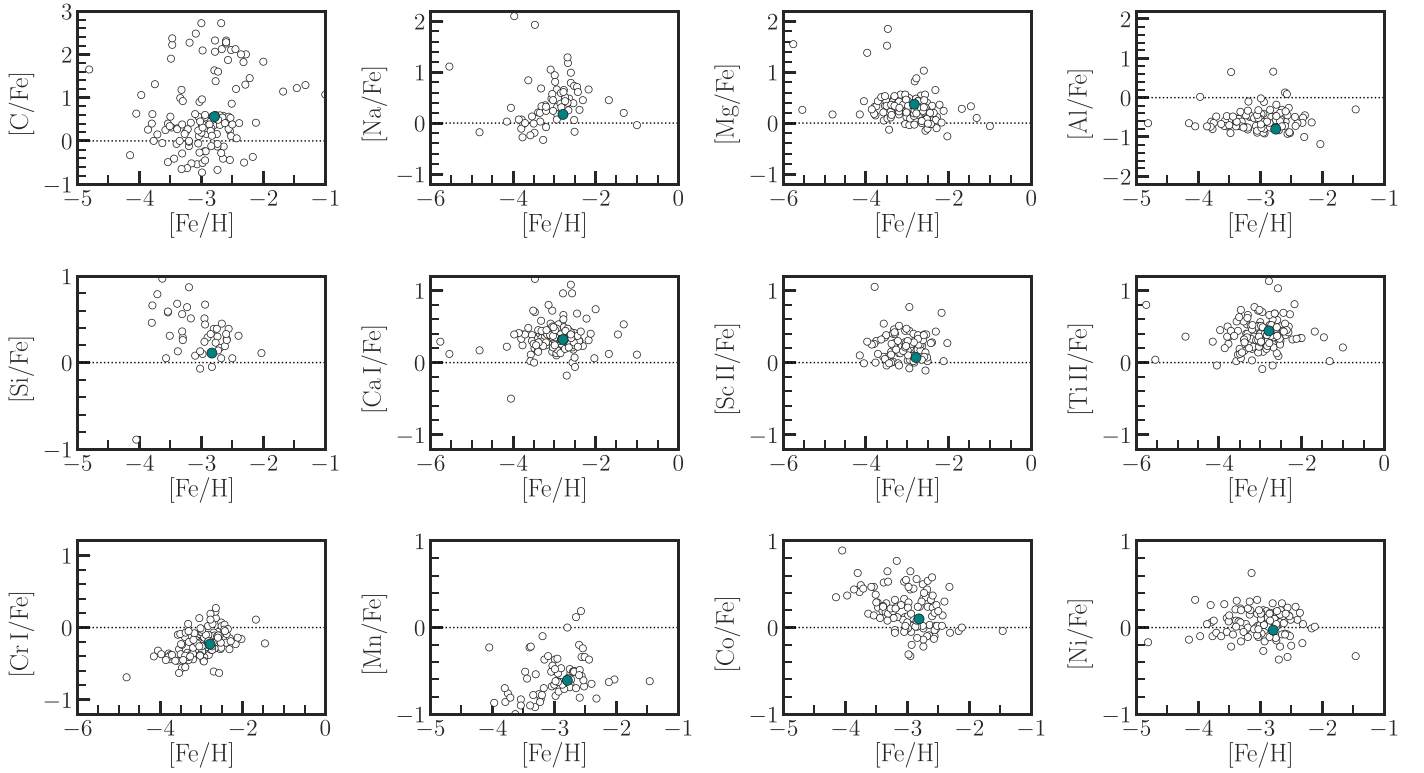 3
2
1
0
−1
−5 −4 −3 −2 −1
[C/Fe]
[Fe/H]
2
1
0
−1
−6 −4 −2 0
[Na/Fe]
[Fe/H]
2
1
0
−1
−6 −4 −2 0
[Mg/Fe]
[Fe/H]
2
1
0
−1
−2
−5 −4 −3 −2 −1
[Al/Fe]
[Fe/H]
1
0
−1
−5 −4 −3 −2 −1
[Si/Fe]
[Fe/H]
1
0
−1
−6 −4 −2 0
[Ca I/Fe]
[Fe/H]
1
0
−1
−6 −4 −2 0
[Sc II/Fe]
[Fe/H]
1
0
−1
−6 −4 −2 0
[Ti II/Fe]
[Fe/H]
1
0
−1
−6 −4 −2 0
[Cr I/Fe]
[Fe/H]
1
0
−1
−5 −4 −3 −2 −1
[Mn/Fe]
[Fe/H]
1
0
−1
−5 −4 −3 −2 −1
[Co/Fe]
[Fe/H]
1
0
−1
−5 −4 −3 −2 −1
[Ni/Fe]
[Fe/H]